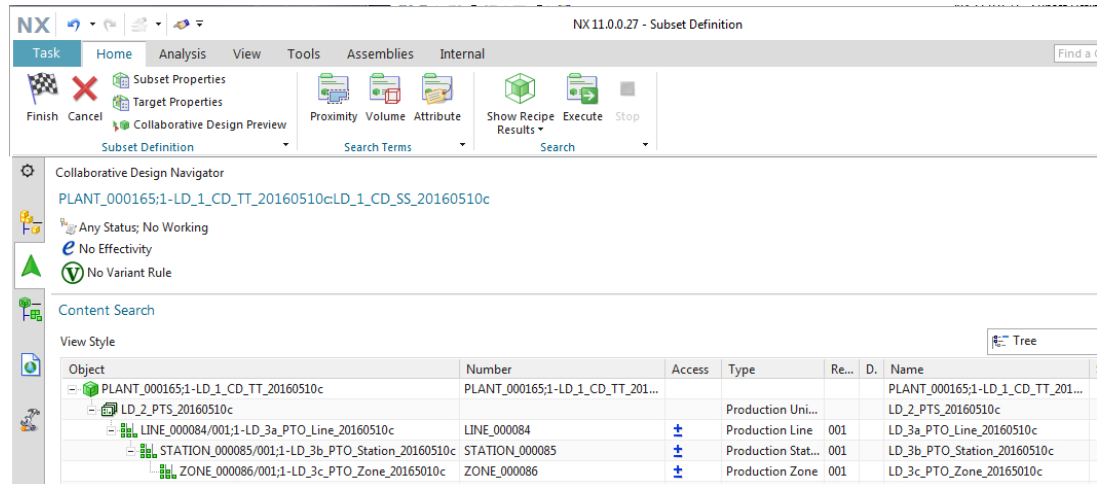 NX
NX 11.0.0.27 - Subset Definition
Task Home Analysis View Tools Assemblies Internal
Find a
Finish
Cancel
Subset Properties
Target Properties
Collaborative Design Preview
Proximity
Volume
Attribute
Show Recipe
Results
Execute
Stop
Subset Definition
Search Terms
Search
Collaborative Design Navigator
PLANT_000165;1-LD_1_CD_TT_20160510c:LD_1_CD_SS_20160510c
Any Status; No Working
e No Effectivity
V No Variant Rule
Content Search
View Style
Tree
Object Number Access Type Re... D. Name
PLANT_000165;1-LD_1_CD_TT_20160510c PLANT_000165;1-LD_1_CD_TT_201... PLANT_000165;1-LD_1_CD_TT_201...
LD_2_PTS_20160510c Production Uni... LD_2_PTS_20160510c
LINE_000084/001;1-LD_3a_PTO_Line_20160510c LINE_000084 ± Production Line 001 LD_3a_PTO_Line_20160510c
STATION_000085/001;1-LD_3b_PTO_Station_20160510c STATION_000085 ± Production Stat... 001 LD_3b_PTO_Station_20160510c
ZONE_000086/001;1-LD_3c_PTO_Zone_20165010c ZONE_000086 ± Production Zone 001 LD_3c_PTO_Zone_20165010c